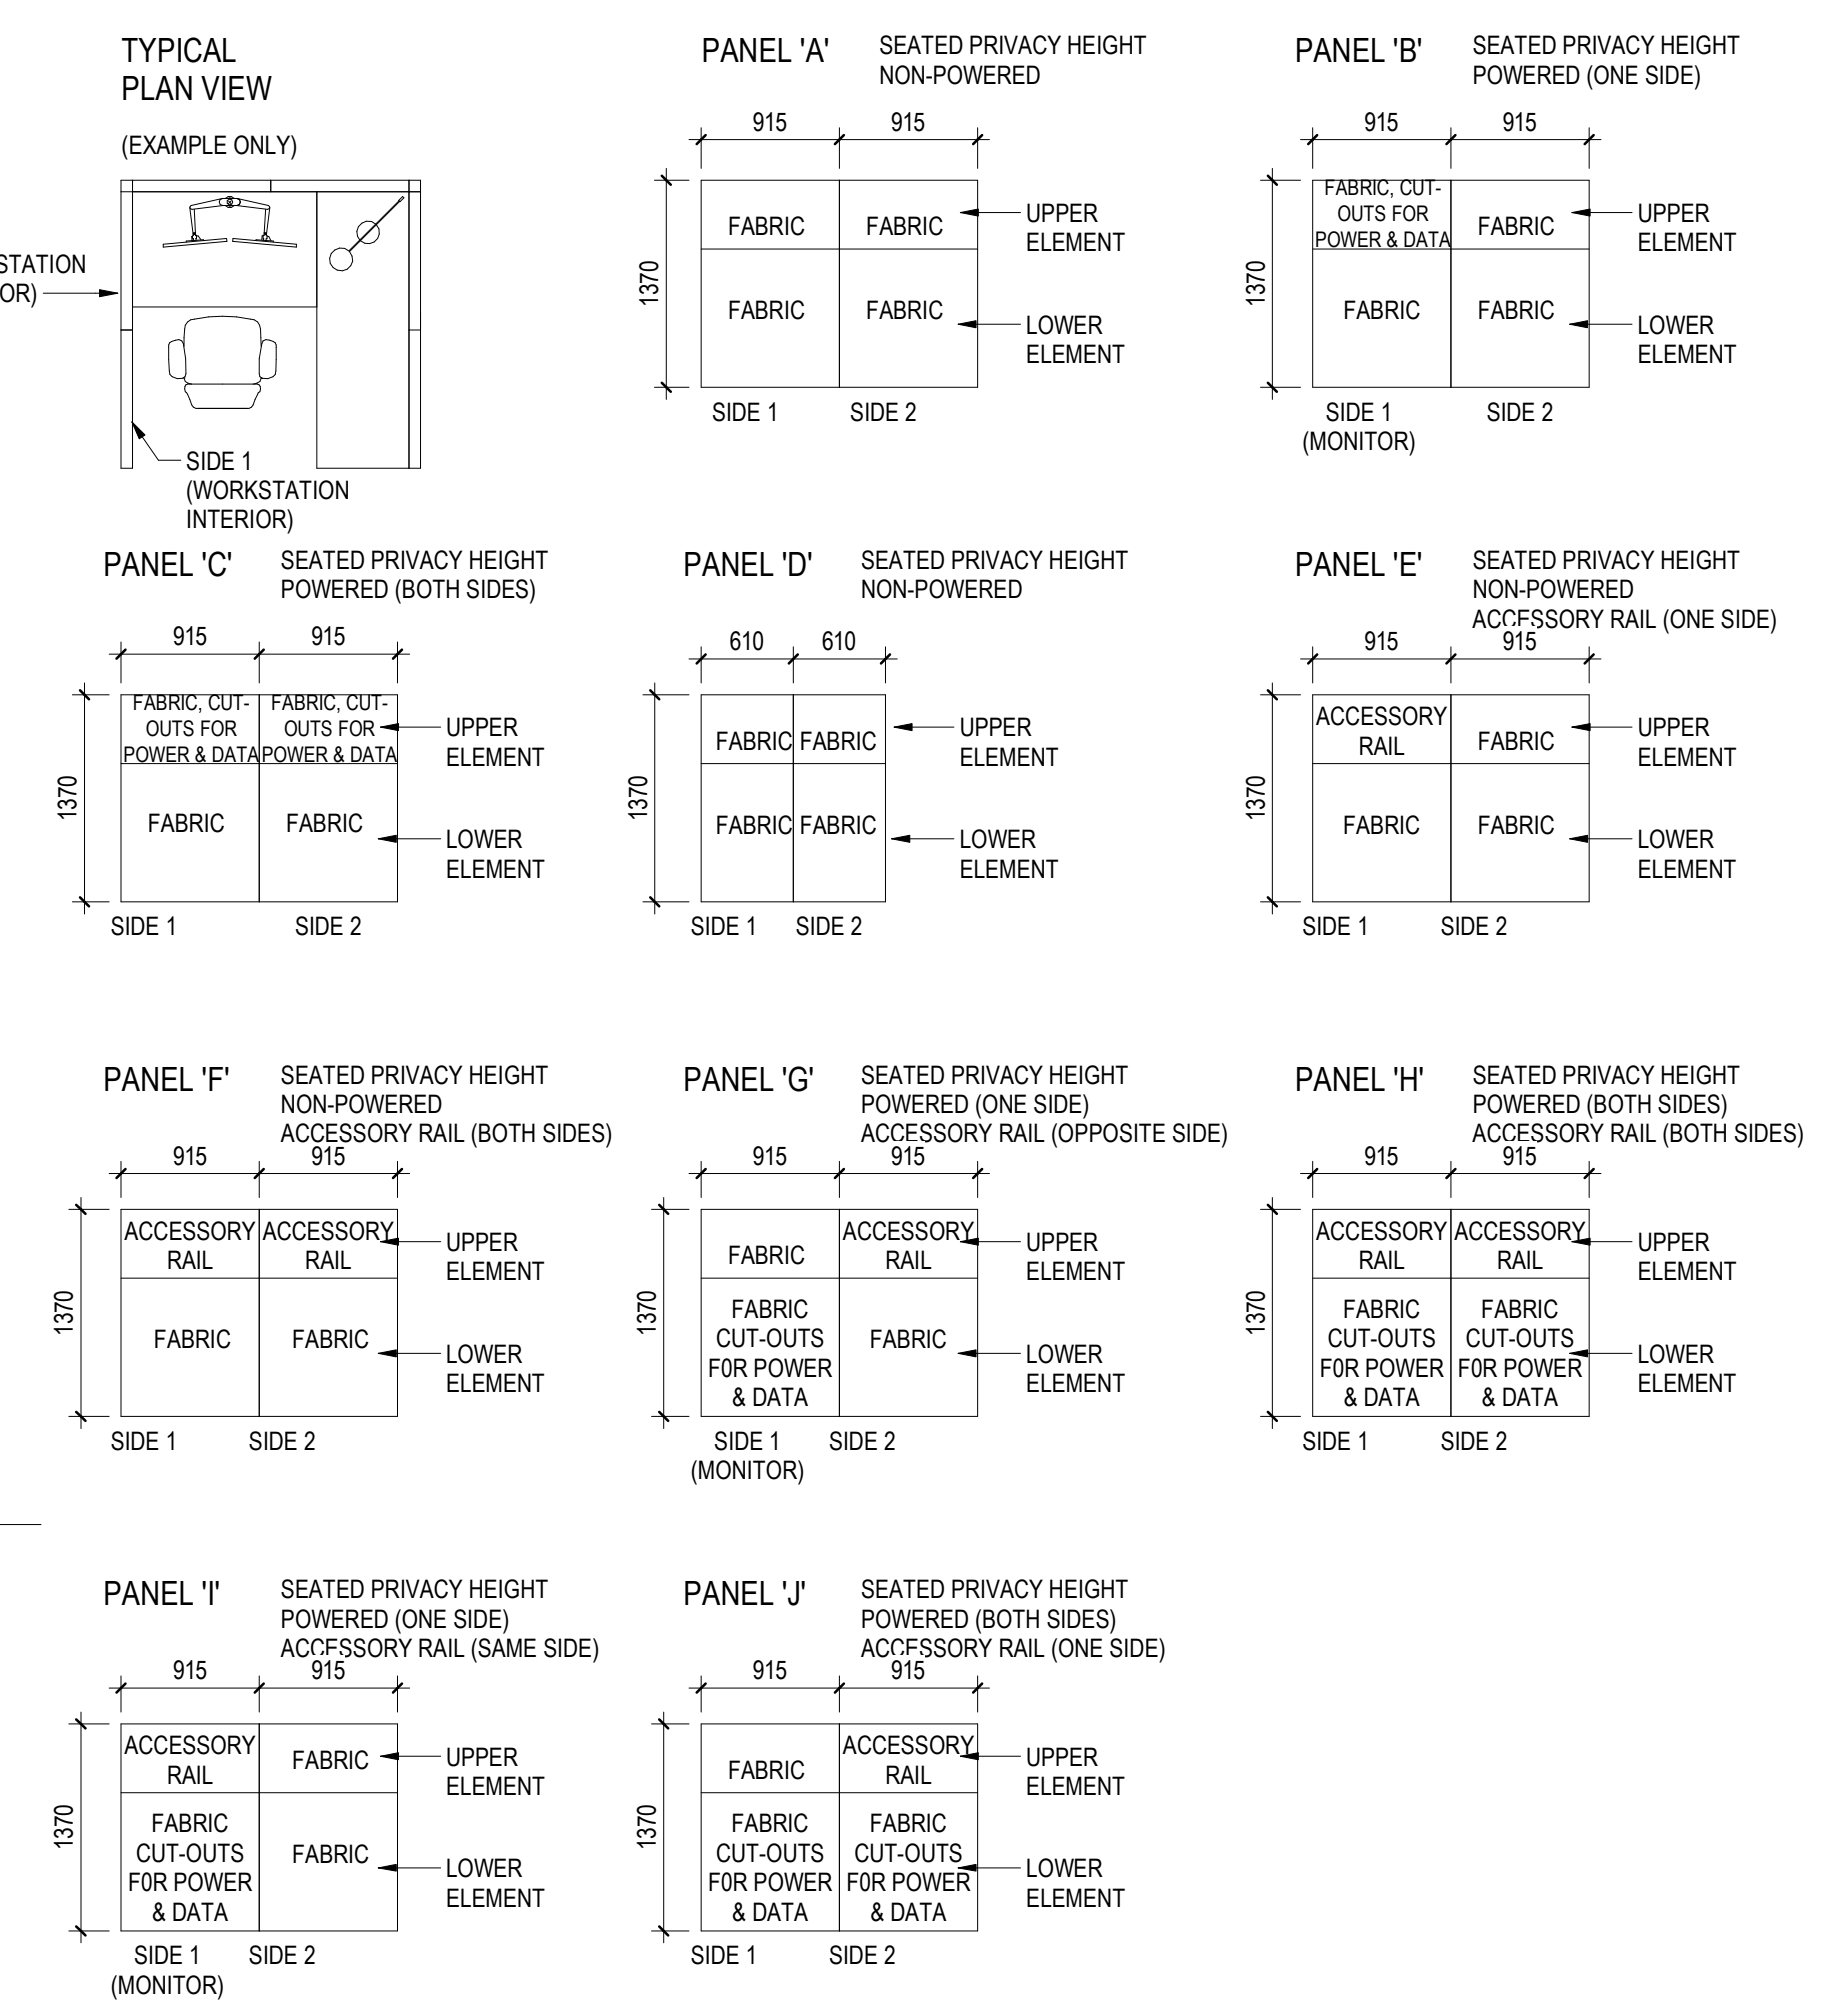 TYPICAL
PLAN VIEW
(EXAMPLE ONLY)
STATION
OR)
SIDE 1
(WORKSTATION
INTERIOR)
PANEL 'A'
SEATED PRIVACY HEIGHT
NON-POWERED
915 915
1370
FABRIC FABRIC
FABRIC FABRIC
UPPER
ELEMENT
LOWER
ELEMENT
SIDE 1 SIDE 2
PANEL 'B'
SEATED PRIVACY HEIGHT
POWERED (ONE SIDE)
915 915
1370
FABRIC, CUT-
OUTS FOR
POWER & DATA
FABRIC
FABRIC FABRIC
UPPER
ELEMENT
LOWER
ELEMENT
SIDE 1
(MONITOR)
SIDE 2
PANEL 'C'
SEATED PRIVACY HEIGHT
POWERED (BOTH SIDES)
915 915
1370
FABRIC, CUT-
OUTS FOR
POWER & DATA
FABRIC, CUT-
OUTS FOR
POWER & DATA
FABRIC FABRIC
UPPER
ELEMENT
LOWER
ELEMENT
SIDE 1 SIDE 2
PANEL 'D'
SEATED PRIVACY HEIGHT
NON-POWERED
610 610
1370
FABRIC FABRIC
FABRIC FABRIC
UPPER
ELEMENT
LOWER
ELEMENT
SIDE 1 SIDE 2
PANEL 'E'
SEATED PRIVACY HEIGHT
NON-POWERED
ACCESSORY RAIL (ONE SIDE)
915 915
1370
ACCESSORY
RAIL
FABRIC
FABRIC FABRIC
UPPER
ELEMENT
LOWER
ELEMENT
SIDE 1 SIDE 2
PANEL 'F'
SEATED PRIVACY HEIGHT
NON-POWERED
ACCESSORY RAIL (BOTH SIDES)
915 915
1370
ACCESSORY
RAIL
ACCESSORY
RAIL
FABRIC FABRIC
UPPER
ELEMENT
LOWER
ELEMENT
SIDE 1 SIDE 2
PANEL 'G'
SEATED PRIVACY HEIGHT
POWERED (ONE SIDE)
ACCESSORY RAIL (OPPOSITE SIDE)
915 915
1370
FABRIC
ACCESSORY
RAIL
FABRIC
CUT-OUTS
F0R POWER
& DATA
FABRIC
UPPER
ELEMENT
LOWER
ELEMENT
SIDE 1
(MONITOR)
SIDE 2
PANEL 'H'
SEATED PRIVACY HEIGHT
POWERED (BOTH SIDES)
ACCESSORY RAIL (BOTH SIDES)
915 915
1370
ACCESSORY
RAIL
ACCESSORY
RAIL
FABRIC
CUT-OUTS
F0R POWER
& DATA
FABRIC
CUT-OUTS
F0R POWER
& DATA
UPPER
ELEMENT
LOWER
ELEMENT
SIDE 1 SIDE 2
PANEL 'I'
SEATED PRIVACY HEIGHT
POWERED (ONE SIDE)
ACCESSORY RAIL (SAME SIDE)
915 915
1370
ACCESSORY
RAIL
FABRIC
FABRIC
CUT-OUTS
F0R POWER
& DATA
FABRIC
UPPER
ELEMENT
LOWER
ELEMENT
SIDE 1
(MONITOR)
SIDE 2
PANEL 'J'
SEATED PRIVACY HEIGHT
POWERED (BOTH SIDES)
ACCESSORY RAIL (ONE SIDE)
915 915
1370
FABRIC
ACCESSORY
RAIL
FABRIC
CUT-OUTS
F0R POWER
& DATA
FABRIC
CUT-OUTS
F0R POWER
& DATA
UPPER
ELEMENT
LOWER
ELEMENT
SIDE 1 SIDE 2